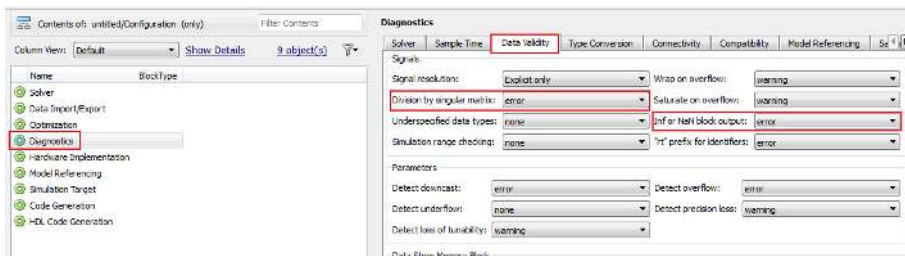 Contents of: untitled/Configuration (only)
Filter Contents
Column View: Default
Show Details
9 object(s)
Name
BlockType
Solver
Data Import/Export
Optimization
Diagnostics
Hardware Implementation
Model Referencing
Simulation Target
Code Generation
HDL Code Generation
Diagnostics
Solver
Sample Time
Data Validity
Type Conversion
Connectivity
Compatibility
Model Referencing
Signals
Signal resolution: Explicit only
Wrap on overflow: warning
Division by singular matrix: error
Saturate on overflow: warning
Underspecified data types: none
Inf or NaN block output: error
Simulation range checking: none
"rt" prefix for identifiers: error
Parameters
Detect downcast: error
Detect overflow: error
Detect underflow: none
Detect precision loss: warning
Detect loss of tunability: warning
Data Store Memory Block